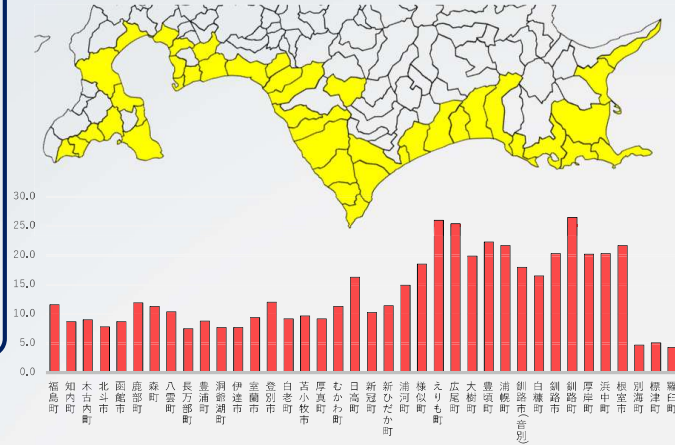 30.0
25.0
20.0
15.0
10.0
5.0
0.0
福島町
知内町
木古内町
北斗市
函館市
鹿部町
森町
八雲町
長万部町
豊浦町
洞爺湖町
伊達市
室蘭市
登別市
白老町
苫小牧市
厚真町
むかわ町
日高町
新冠町
新ひだか町
浦河町
様似町
えりも町
広尾町
大樹町
豊頃町
浦幌町
釧路市(音別)
白糠町
釧路市
釧路町
厚岸町
浜中町
根室市
別海町
標津町
羅臼町